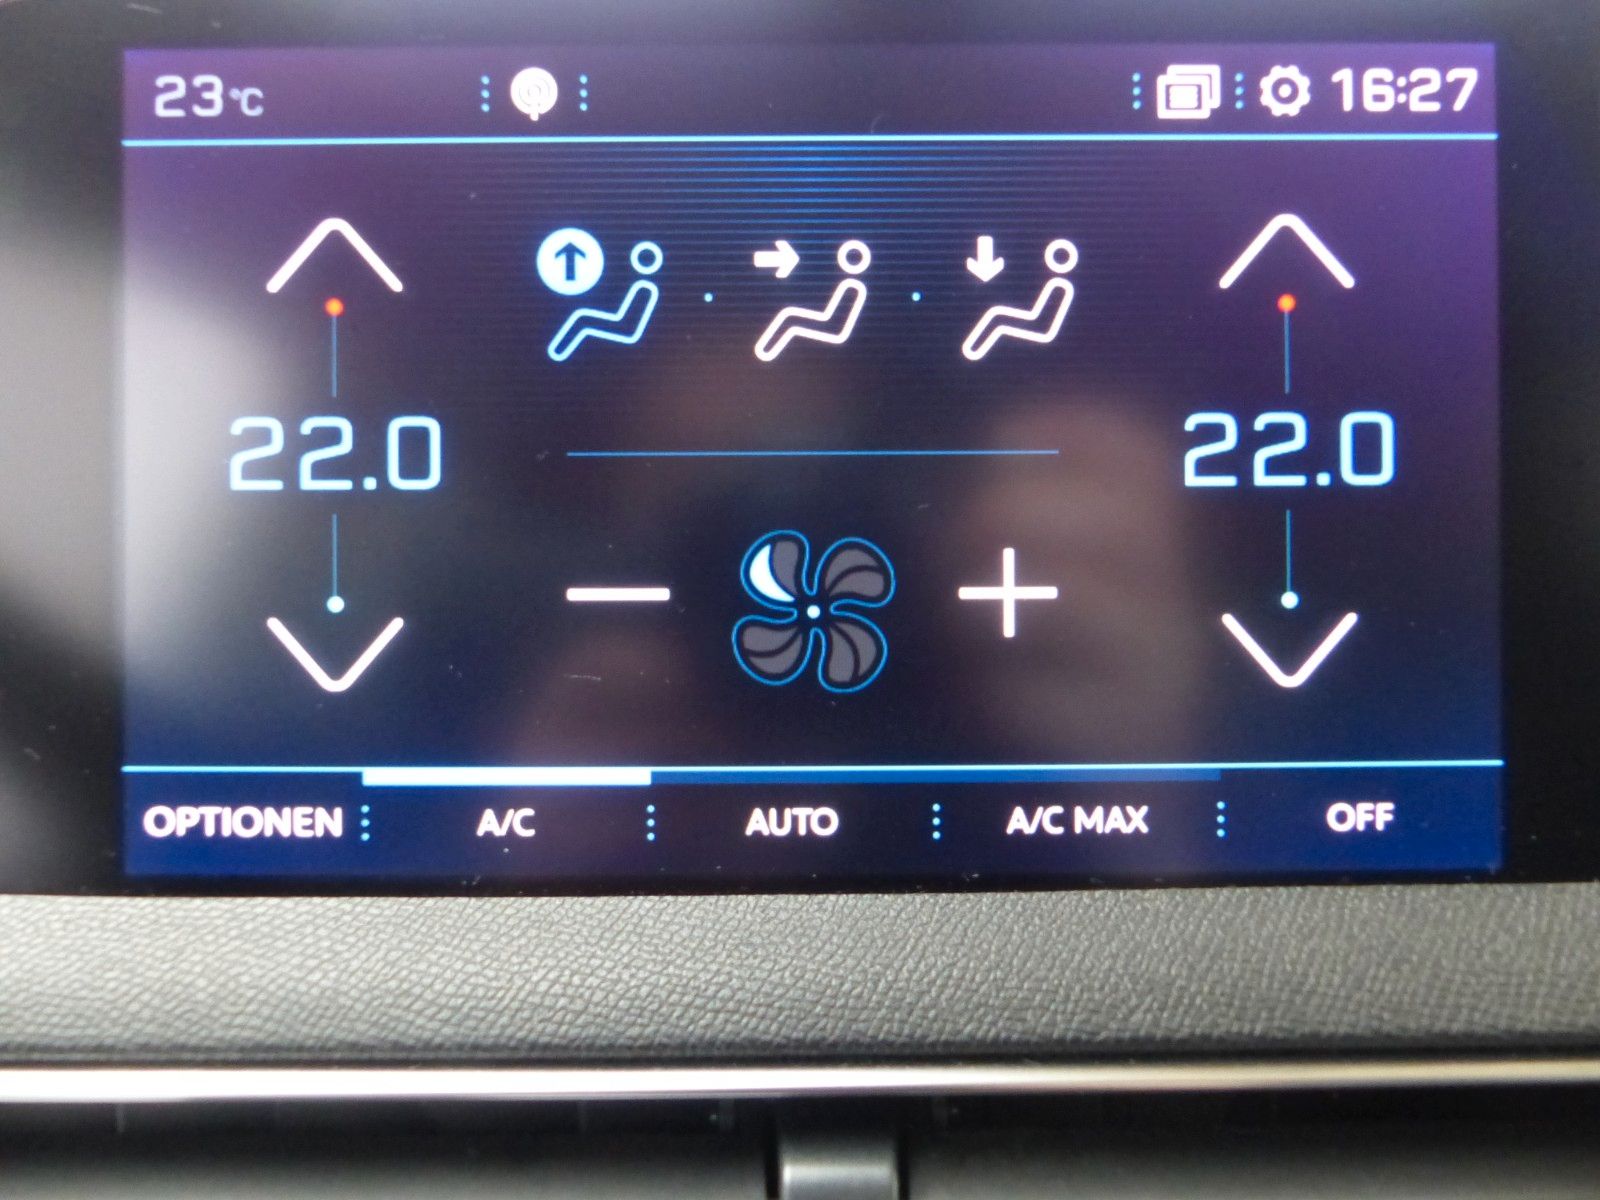 23°C 16:27
22.0 22.0
OPTIONEN A/C AUTO A/C MAX OFF